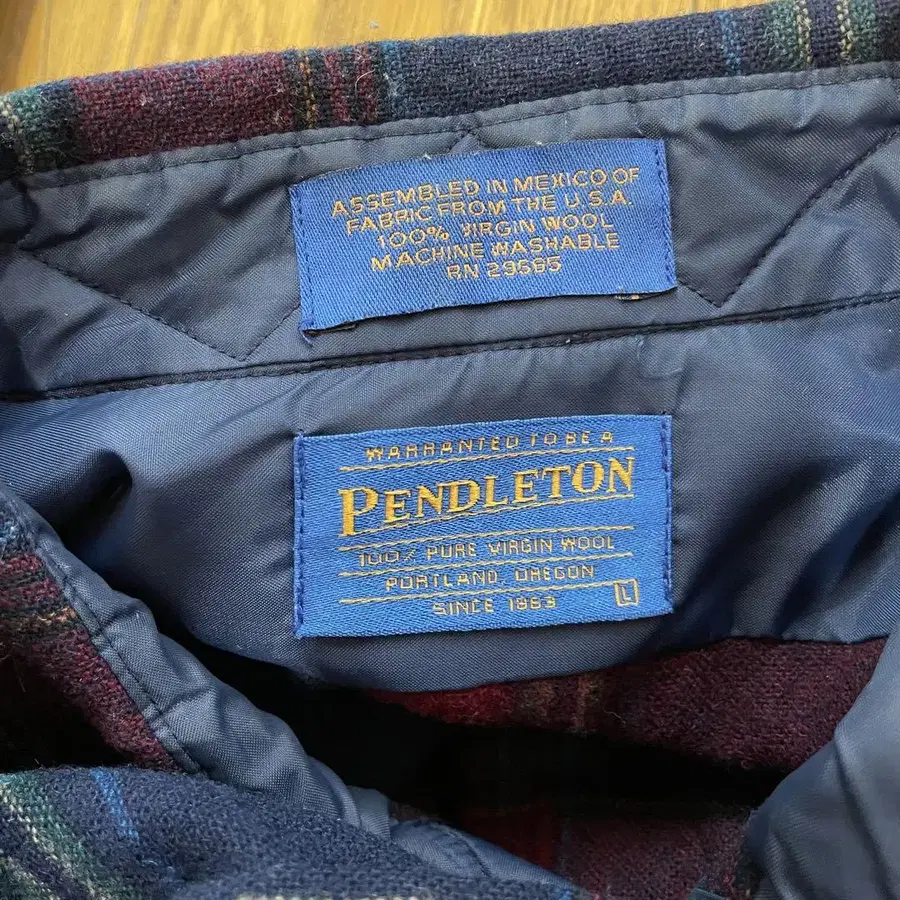 ASSEMBLED IN MEXICO OF
FABRIC FROM THE U.S.A.
100% VIRGIN WOOL
MACHINE WASHABLE
RN 29685
WARRANTED TO BE A
PENDLETON
100% PURE VIRGIN WOOL
PORTLAND, OREGON
SINCE 1863
L